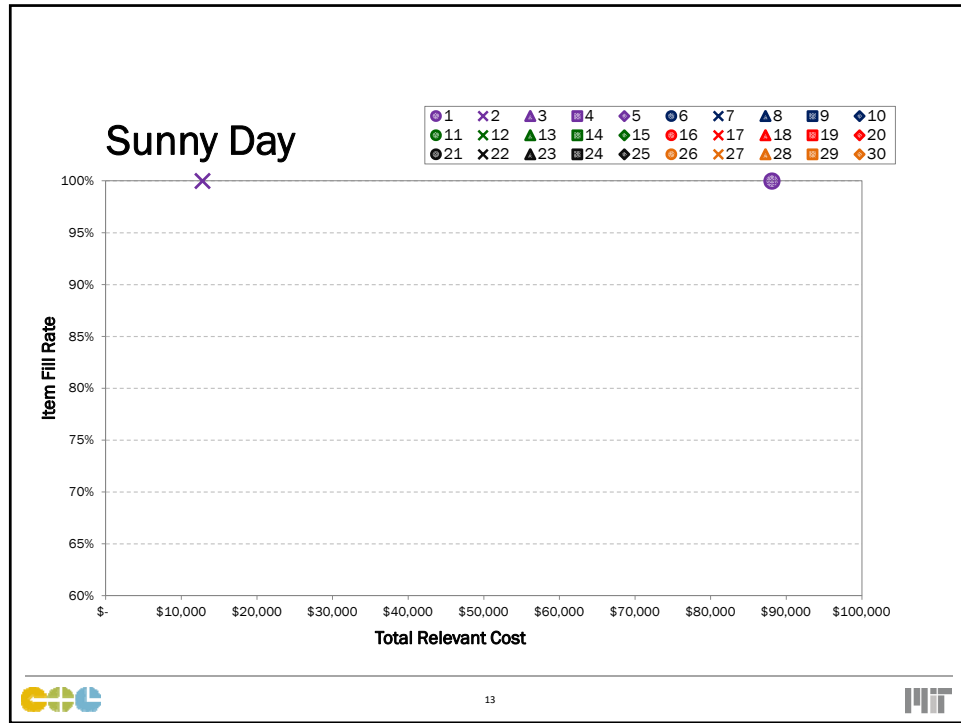 Sunny Day
1 2 3 4 5 6 7 8 9 10
11 12 13 14 15 16 17 18 19 20
21 22 23 24 25 26 27 28 29 30
100%
95%
90%
85%
80%
75%
70%
65%
60%
Item Fill Rate
$- $10,000 $20,000 $30,000 $40,000 $50,000 $60,000 $70,000 $80,000 $90,000 $100,000
Total Relevant Cost
13
MIT